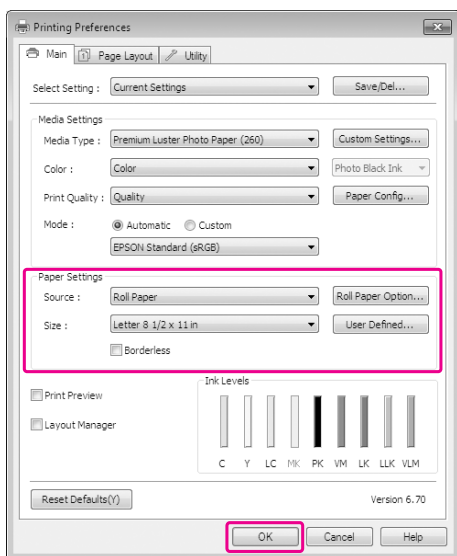 Printing Preferences
Main Page Layout Utility
Select Setting : Current Settings Save/Del...
Media Settings
Media Type : Premium Luster Photo Paper (260) Custom Settings...
Color : Color Photo Black Ink
Print Quality : Quality Paper Config...
Mode : Automatic Custom
EPSON Standard (sRGB)
Paper Settings
Source : Roll Paper Roll Paper Option...
Size : Letter 8 1/2 x 11 in User Defined...
Borderless
Ink Levels
Print Preview
Layout Manager
C Y LC MK PK VM LK LLK VLM
Reset Defaults(Y) Version 6.70
OK Cancel Help